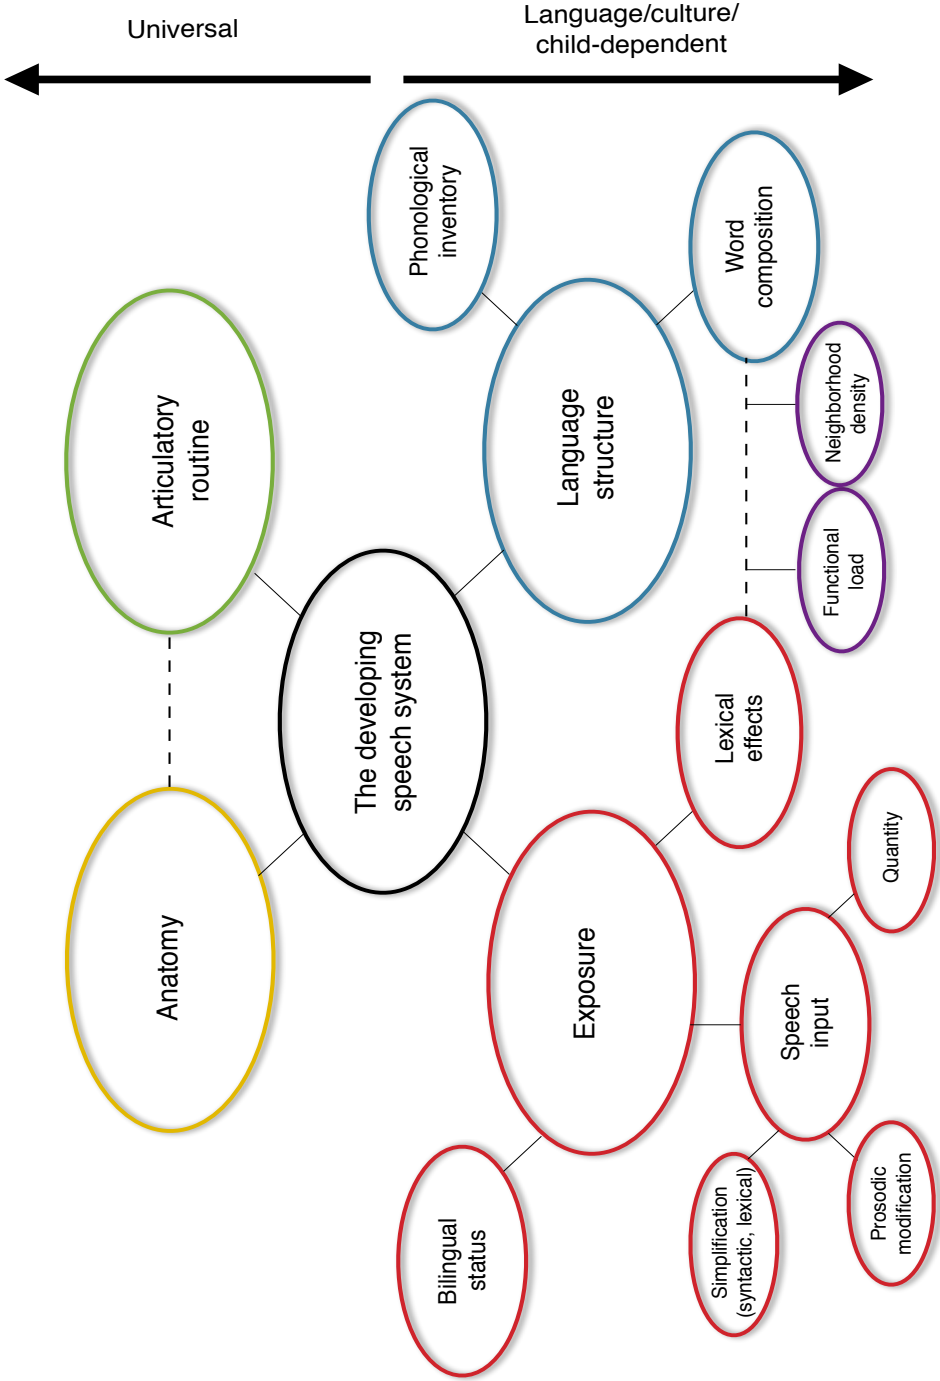 Universal
Language/culture/
child-dependent
Anatomy
Articulatory
routine
The developing
speech system
Bilingual
status
Exposure
Language
structure
Phonological
inventory
Simplification
(syntactic, lexical)
Speech
input
Lexical
effects
Word
composition
Prosodic
modification
Quantity
Functional
load
Neighborhood
density